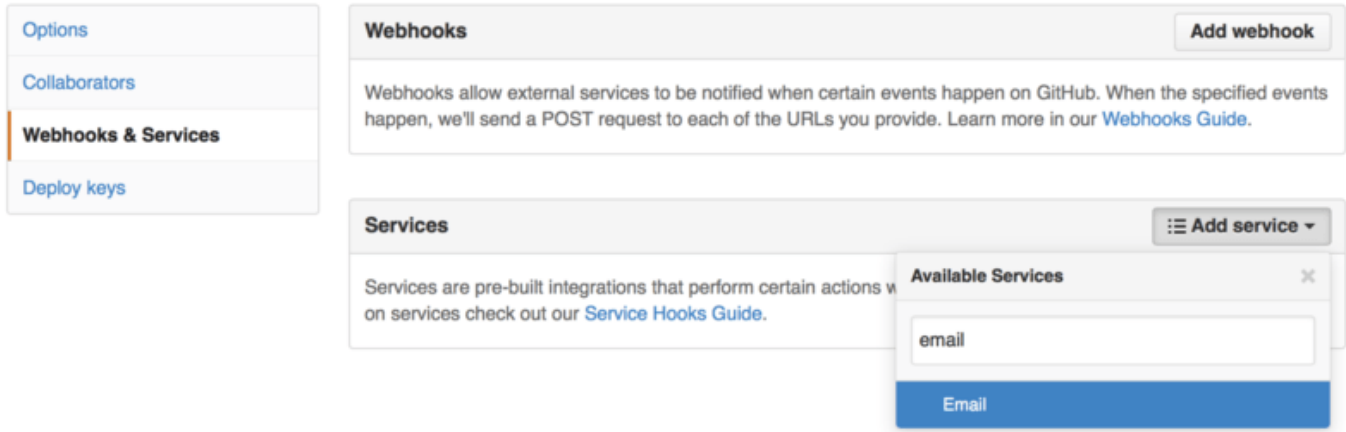 Options
Collaborators
Webhooks & Services
Deploy keys
Webhooks
Add webhook
Webhooks allow external services to be notified when certain events happen on GitHub. When the specified events
happen, we'll send a POST request to each of the URLs you provide. Learn more in our Webhooks Guide.
Services
Add service
Services are pre-built integrations that perform certain actions
on services check out our Service Hooks Guide.
Available Services
email
Email